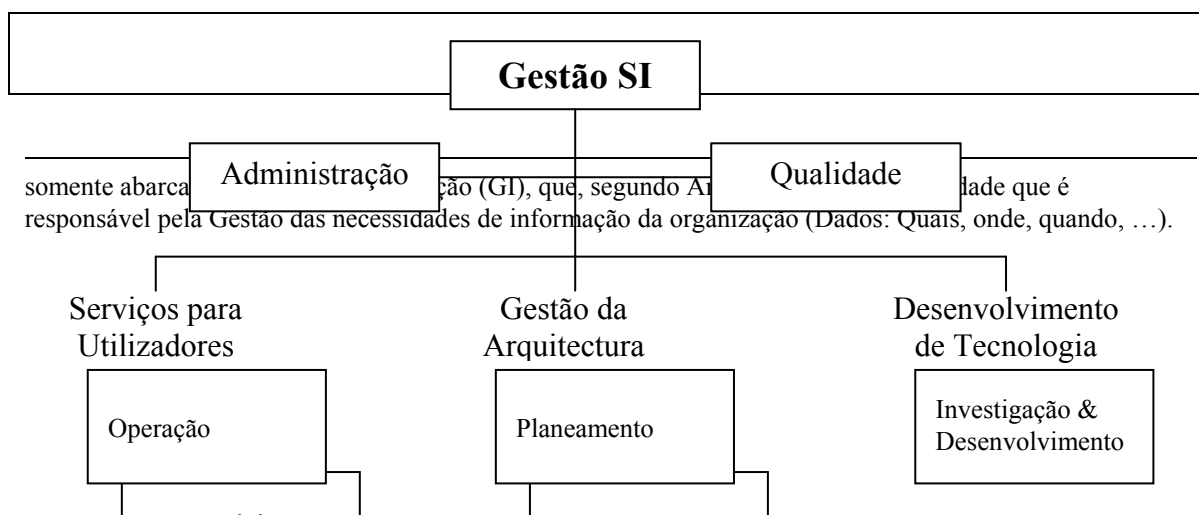 Gestão SI
Administração
Qualidade
somente abarca ção (GI), que, segundo dade que é
responsável pela Gestão das necessidades de informação da organização (Dados: Quais, onde, quando, …).
Serviços para
Utilizadores
Gestão da
Arquitectura
Desenvolvimento
de Tecnologia
Operação
Planeamento
Investigação &
Desenvolvimento